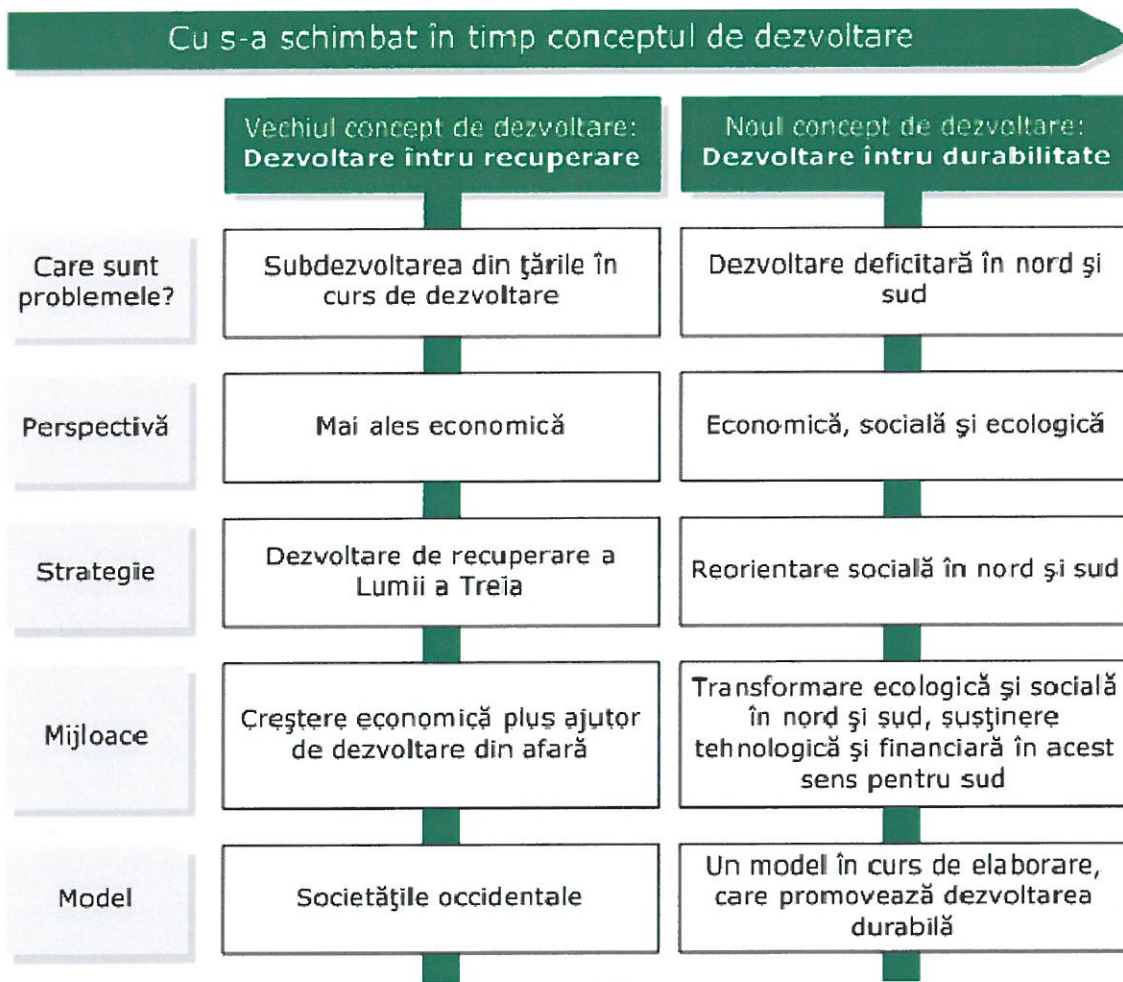 Cu s-a schimbat în timp conceptul de dezvoltare
Vechiul concept de dezvoltare:
Dezvoltare întru recuperare
Noul concept de dezvoltare:
Dezvoltare întru durabilitate
Care sunt
problemele?
Subdezvoltarea din ţările în
curs de dezvoltare
Dezvoltare deficitară în nord şi
sud
Perspectivă
Mai ales economică
Economică, socială şi ecologică
Strategie
Dezvoltare de recuperare a
Lumii a Treia
Reorientare socială în nord şi sud
Mijloace
Creştere economică plus ajutor
de dezvoltare din afară
Transformare ecologică şi socială
în nord şi sud, susţinere
tehnologică şi financiară în acest
sens pentru sud
Model
Societăţile occidentale
Un model în curs de elaborare,
care promovează dezvoltarea
durabilă